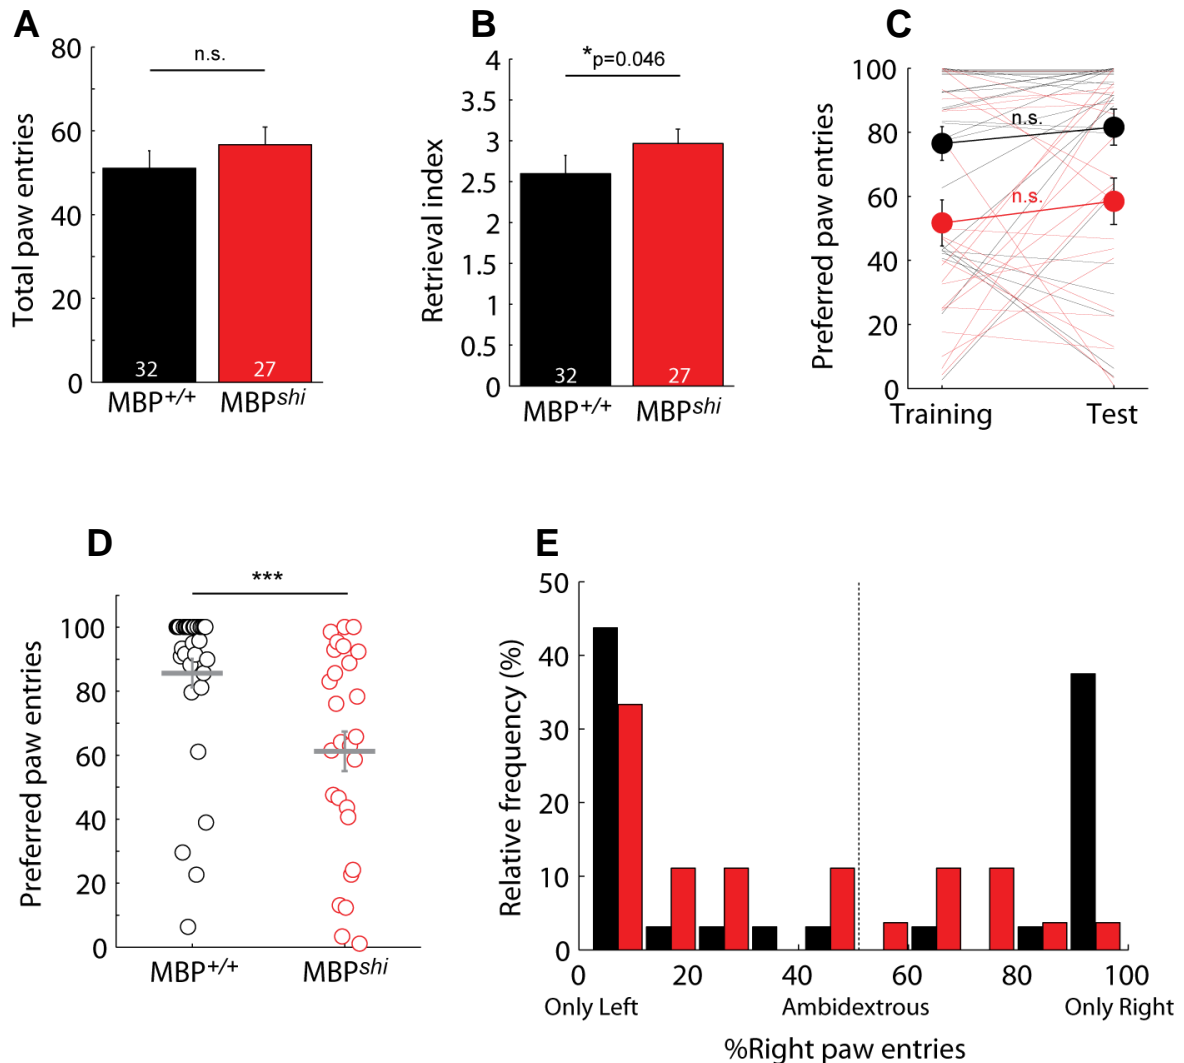 A
Total paw entries
80
60
40
20
0
n.s.
32
27
MBP+/+
MBPshi
B
Retrieval index
4
3.5
3
2.5
2
1.5
1
0.5
0
*p=0.046
32
27
MBP+/+
MBPshi
C
Preferred paw entries
100
80
60
40
20
0
n.s.
n.s.
Training
Test
D
Preferred paw entries
100
80
60
40
20
0
***
MBP+/+
MBPshi
E
Relative frequency (%)
50
40
30
20
10
0
0 20 40 60 80 100
Only Left Ambidextrous Only Right
%Right paw entries